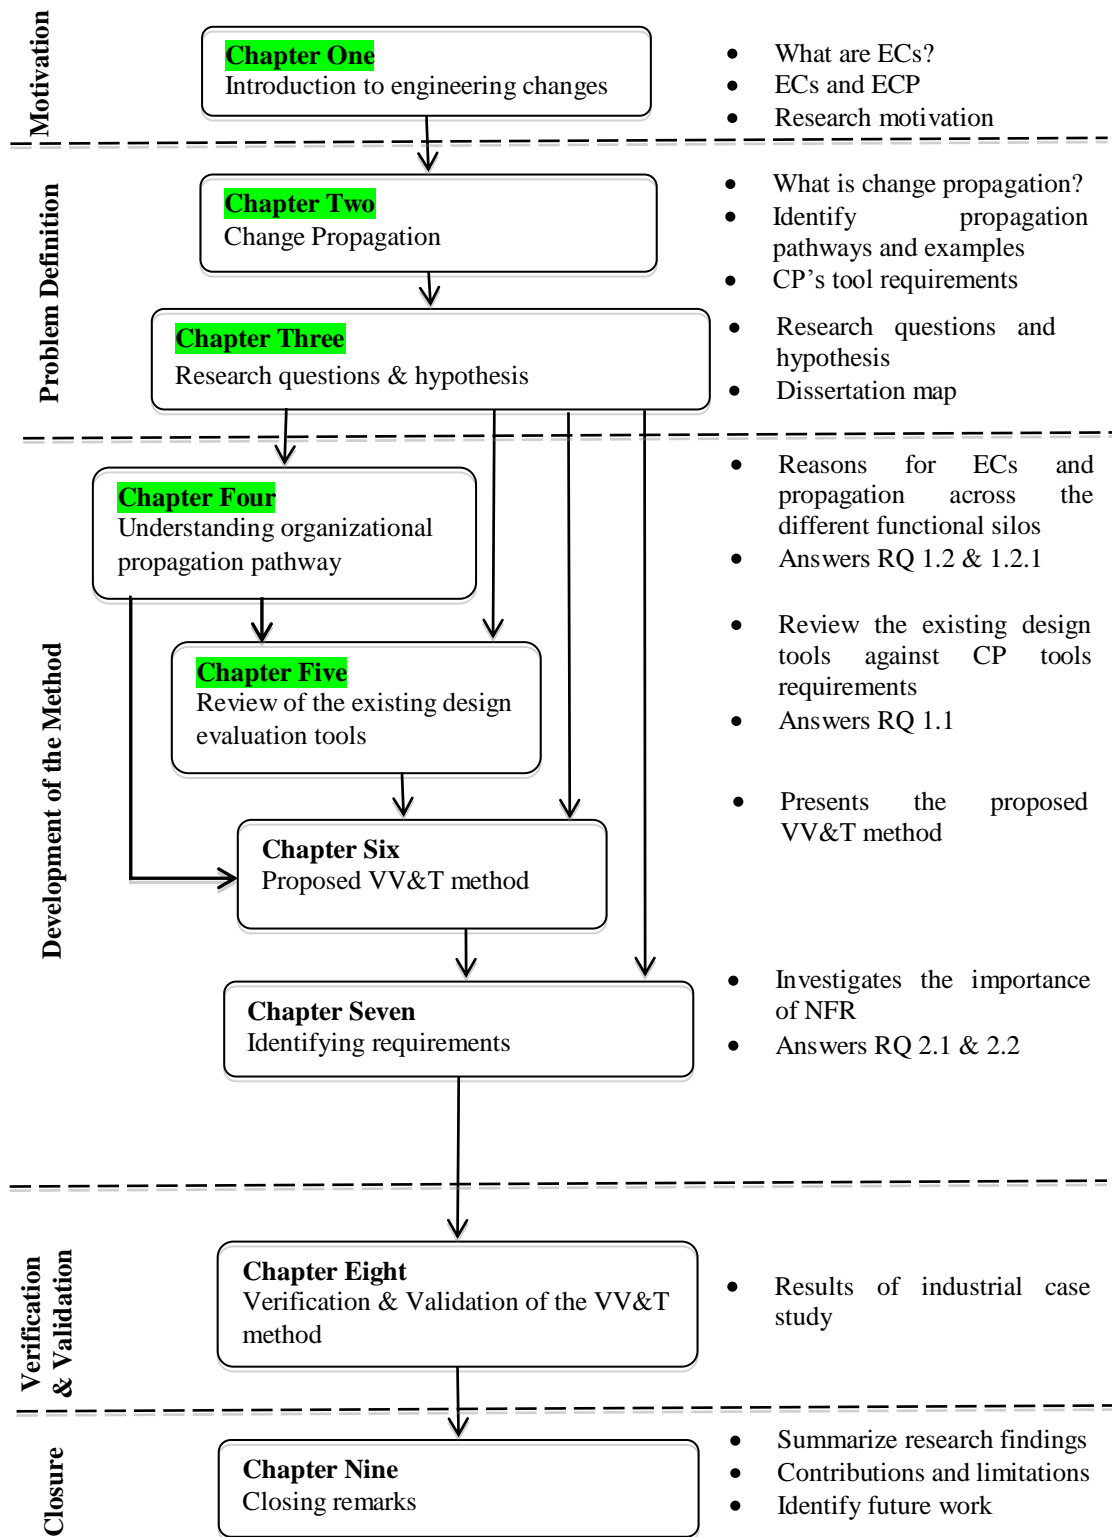 Motivation
Chapter One
Introduction to engineering changes
• What are ECs?
• ECs and ECP
• Research motivation
Problem Definition
Chapter Two
Change Propagation
• What is change propagation?
• Identify propagation
pathways and examples
• CP's tool requirements
Chapter Three
Research questions & hypothesis
• Research questions and
hypothesis
• Dissertation map
Development of the Method
Chapter Four
Understanding organizational
propagation pathway
• Reasons for ECs and
propagation across the
different functional silos
• Answers RQ 1.2 & 1.2.1
Chapter Five
Review of the existing design
evaluation tools
• Review the existing design
tools against CP tools
requirements
• Answers RQ 1.1
Chapter Six
Proposed VV&T method
• Presents the proposed
VV&T method
Chapter Seven
Identifying requirements
• Investigates the importance
of NFR
• Answers RQ 2.1 & 2.2
Verification
& Validation
Chapter Eight
Verification & Validation of the VV&T
method
• Results of industrial case
study
Closure
Chapter Nine
Closing remarks
• Summarize research findings
• Contributions and limitations
• Identify future work